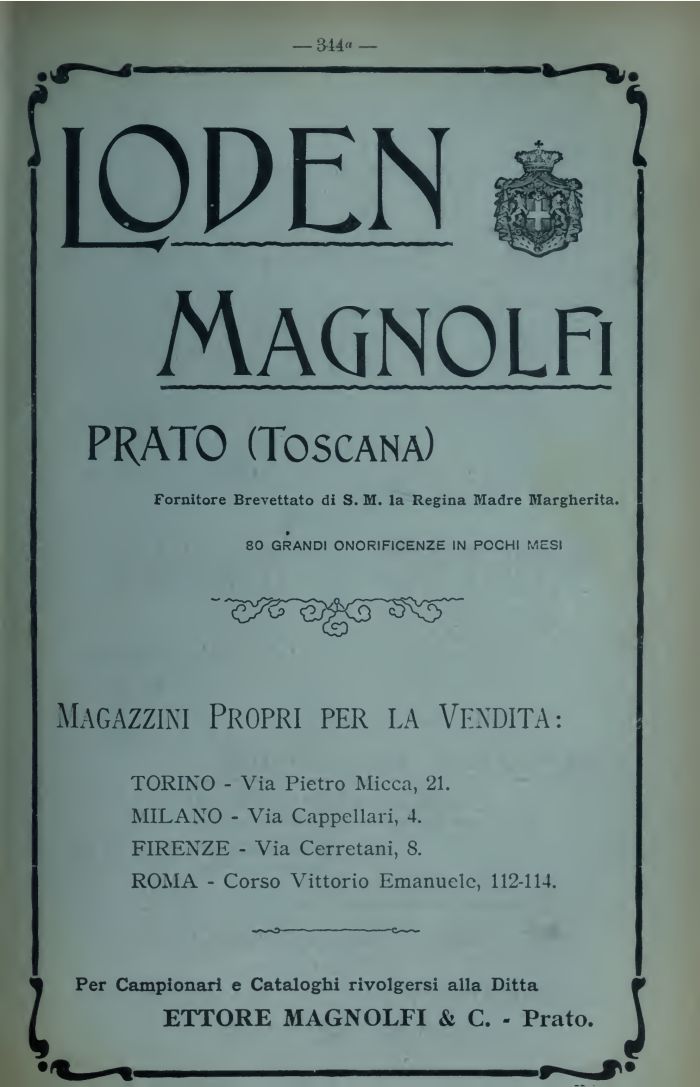 — 344a —
LODEN
MAGNOLFI
PRATO (TOSCANA)
Fornitore Brevettato di S. M. la Regina Madre Margherita.
80 GRANDI ONORIFICENZE IN POCHI MESI
MAGAZZINI PROPRI PER LA VENDITA:
TORINO - Via Pietro Micca, 21.
MILANO - Via Cappellari, 4.
FIRENZE - Via Cerretani, 8.
ROMA - Corso Vittorio Emanuele, 112-114.
Per Campionari e Cataloghi rivolgersi alla Ditta
ETTORE MAGNOLFI & C. - Prato.